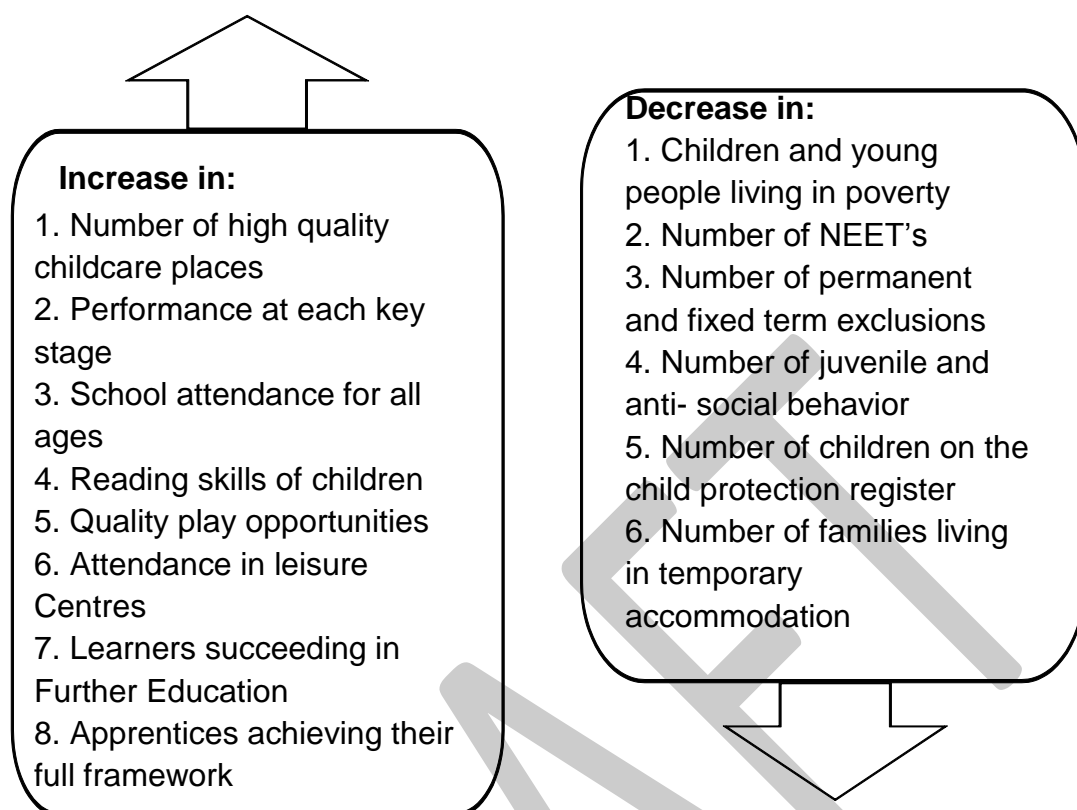 Increase in:
1. Number of high quality
childcare places
2. Performance at each key
stage
3. School attendance for all
ages
4. Reading skills of children
5. Quality play opportunities
6. Attendance in leisure
Centres
7. Learners succeeding in
Further Education
8. Apprentices achieving their
full framework
Decrease in:
1. Children and young
people living in poverty
2. Number of NEET’s
3. Number of permanent
and fixed term exclusions
4. Number of juvenile and
anti- social behavior
5. Number of children on the
child protection register
6. Number of families living
in temporary
accommodation